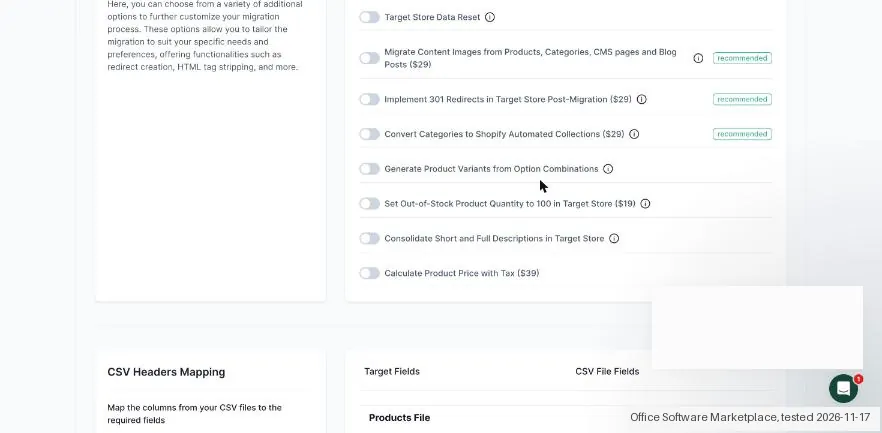 Here, you can choose from a variety of additional
options to further customize your migration
process. These options allow you to tailor the
migration to suit your specific needs and
preferences, offering functionalities such as
redirect creation, HTML tag stripping, and more.
Target Store Data Reset
Migrate Content Images from Products, Categories, CMS pages and Blog
Posts ($29)
recommended
Implement 301 Redirects in Target Store Post-Migration ($29)
recommended
Convert Categories to Shopify Automated Collections ($29)
recommended
Generate Product Variants from Option Combinations
Set Out-of-Stock Product Quantity to 100 in Target Store ($19)
Consolidate Short and Full Descriptions in Target Store
Calculate Product Price with Tax ($39)
CSV Headers Mapping
Map the columns from your CSV files to the
required fields
Target Fields
CSV File Fields
Products File
1
Office Software Marketplace, tested 2026-11-17